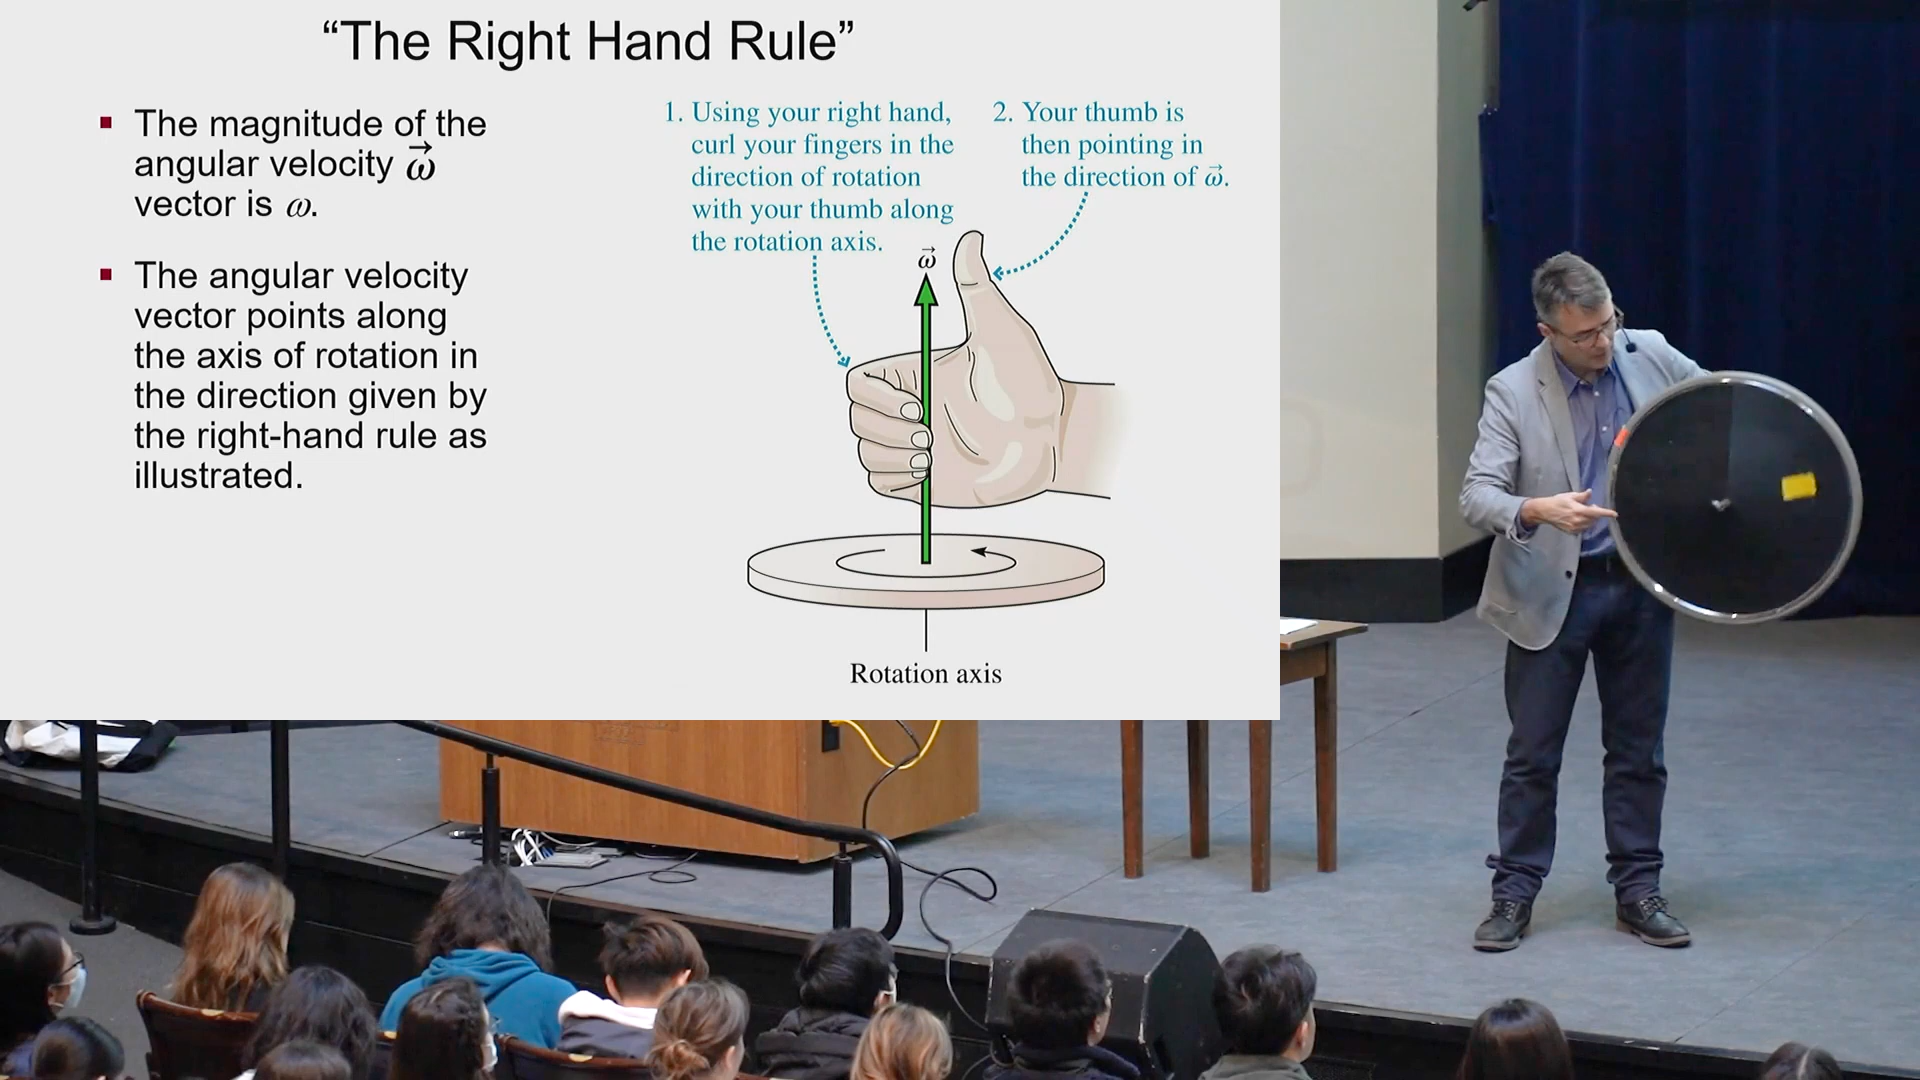 “The Right Hand Rule”
▪ The magnitude of the
angular velocity ω⃗
vector is ω.
▪ The angular velocity
vector points along
the axis of rotation in
the direction given by
the right-hand rule as
illustrated.
1. Using your right hand,
curl your fingers in the
direction of rotation
with your thumb along
the rotation axis.
2. Your thumb is
then pointing in
the direction of ω⃗.
ω⃗
Rotation axis